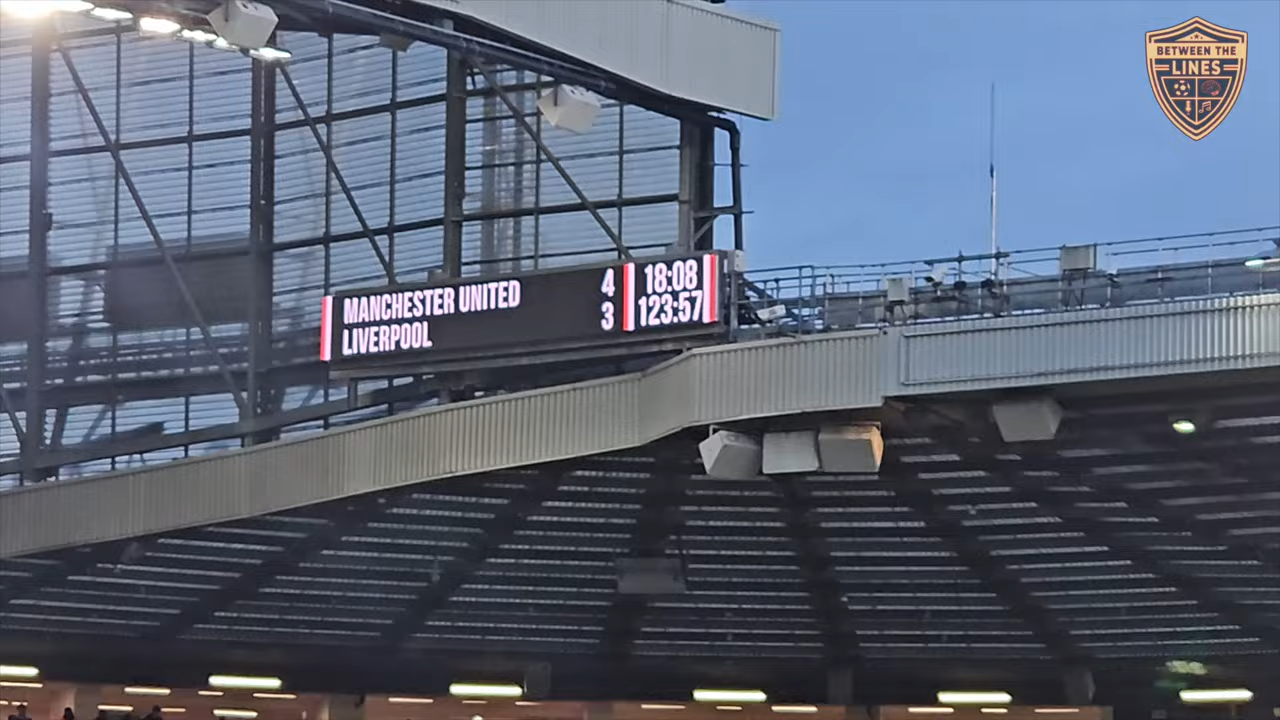 BETWEEN THE
LINES
MANCHESTER UNITED 4 18:08
LIVERPOOL 3 123:57